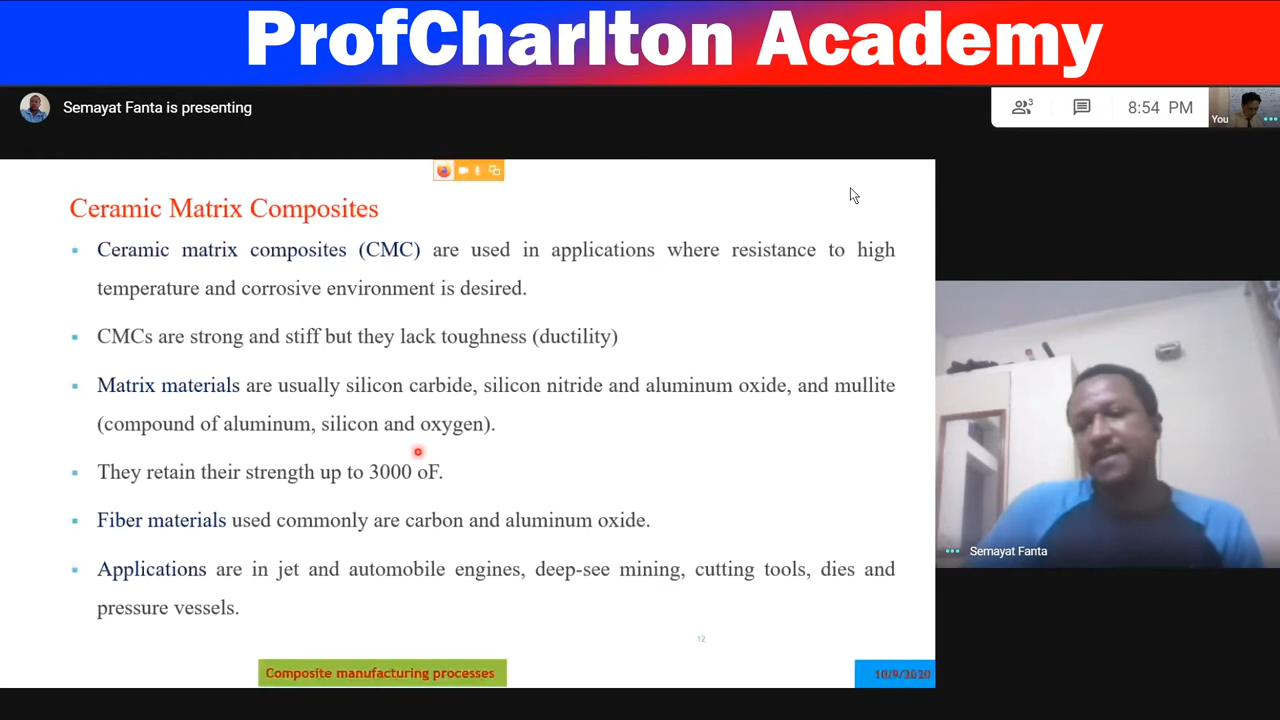 ProfCharlton Academy
Semayat Fanta is presenting
3
8:54 PM
You
Ceramic Matrix Composites
Ceramic matrix composites (CMC) are used in applications where resistance to high
temperature and corrosive environment is desired.
CMCs are strong and stiff but they lack toughness (ductility)
Matrix materials are usually silicon carbide, silicon nitride and aluminum oxide, and mullite
(compound of aluminum, silicon and oxygen).
They retain their strength up to 3000 oF.
Fiber materials used commonly are carbon and aluminum oxide.
Applications are in jet and automobile engines, deep-see mining, cutting tools, dies and
pressure vessels.
Semayat Fanta
12
Composite manufacturing processes
10/9/2020